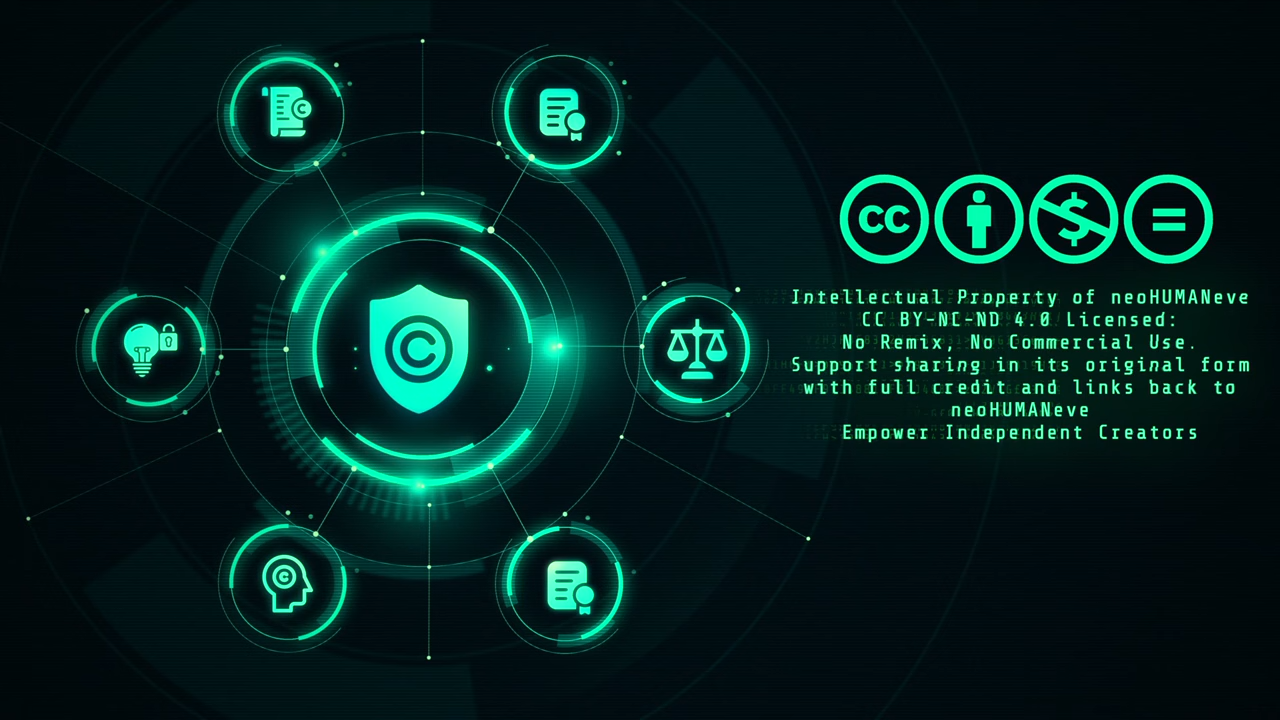 cc
Intellectual Property of neoHUMANeve
CC BY-NC-ND 4.0 Licensed:
No Remix, No Commercial Use.
Support sharing in its original form
with full credit and links back to
neoHUMANeve
Empower Independent Creators